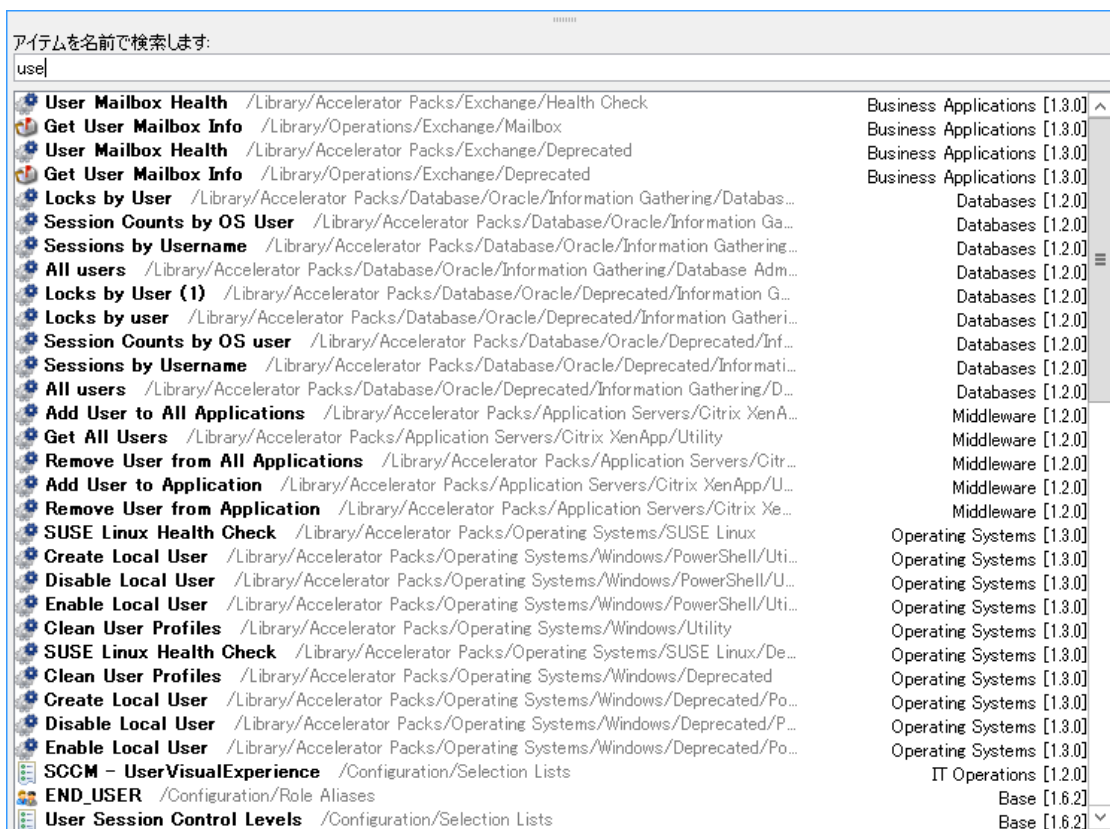 アイテムを名前で検索します:
use
User Mailbox Health /Library/Accelerator Packs/Exchange/Health Check Business Applications [1.3.0]
Get User Mailbox Info /Library/Operations/Exchange/Mailbox Business Applications [1.3.0]
User Mailbox Health /Library/Accelerator Packs/Exchange/Deprecated Business Applications [1.3.0]
Get User Mailbox Info /Library/Operations/Exchange/Deprecated Business Applications [1.3.0]
Locks by User /Library/Accelerator Packs/Database/Oracle/Information Gathering/Databas... Databases [1.2.0]
Session Counts by OS User /Library/Accelerator Packs/Database/Oracle/Information Ga... Databases [1.2.0]
Sessions by Username /Library/Accelerator Packs/Database/Oracle/Information Gathering... Databases [1.2.0]
All users /Library/Accelerator Packs/Database/Oracle/Information Gathering/Database Adm... Databases [1.2.0]
Locks by User (1) /Library/Accelerator Packs/Database/Oracle/Deprecated/Information G... Databases [1.2.0]
Locks by user /Library/Accelerator Packs/Database/Oracle/Deprecated/Information Gatheri... Databases [1.2.0]
Session Counts by OS user /Library/Accelerator Packs/Database/Oracle/Deprecated/Inf... Databases [1.2.0]
Sessions by Username /Library/Accelerator Packs/Database/Oracle/Deprecated/Informati... Databases [1.2.0]
All users /Library/Accelerator Packs/Database/Oracle/Deprecated/Information Gathering/D... Databases [1.2.0]
Add User to All Applications /Library/Accelerator Packs/Application Servers/Citrix XenA... Middleware [1.2.0]
Get All Users /Library/Accelerator Packs/Application Servers/Citrix XenApp/Utility Middleware [1.2.0]
Remove User from All Applications /Library/Accelerator Packs/Application Servers/Citr... Middleware [1.2.0]
Add User to Application /Library/Accelerator Packs/Application Servers/Citrix XenApp/U... Middleware [1.2.0]
Remove User from Application /Library/Accelerator Packs/Application Servers/Citrix Xe... Middleware [1.2.0]
SUSE Linux Health Check /Library/Accelerator Packs/Operating Systems/SUSE Linux Operating Systems [1.3.0]
Create Local User /Library/Accelerator Packs/Operating Systems/Windows/PowerShell/Uti... Operating Systems [1.3.0]
Disable Local User /Library/Accelerator Packs/Operating Systems/Windows/PowerShell/U... Operating Systems [1.3.0]
Enable Local User /Library/Accelerator Packs/Operating Systems/Windows/PowerShell/Uti... Operating Systems [1.3.0]
Clean User Profiles /Library/Accelerator Packs/Operating Systems/Windows/Utility Operating Systems [1.3.0]
SUSE Linux Health Check /Library/Accelerator Packs/Operating Systems/SUSE Linux/De... Operating Systems [1.3.0]
Clean User Profiles /Library/Accelerator Packs/Operating Systems/Windows/Deprecated Operating Systems [1.3.0]
Create Local User /Library/Accelerator Packs/Operating Systems/Windows/Deprecated/Po... Operating Systems [1.3.0]
Disable Local User /Library/Accelerator Packs/Operating Systems/Windows/Deprecated/P... Operating Systems [1.3.0]
Enable Local User /Library/Accelerator Packs/Operating Systems/Windows/Deprecated/Po... Operating Systems [1.3.0]
SCCM - UserVisualExperience /Configuration/Selection Lists IT Operations [1.2.0]
END_USER /Configuration/Role Aliases Base [1.6.2]
User Session Control Levels /Configuration/Selection Lists Base [1.6.2]